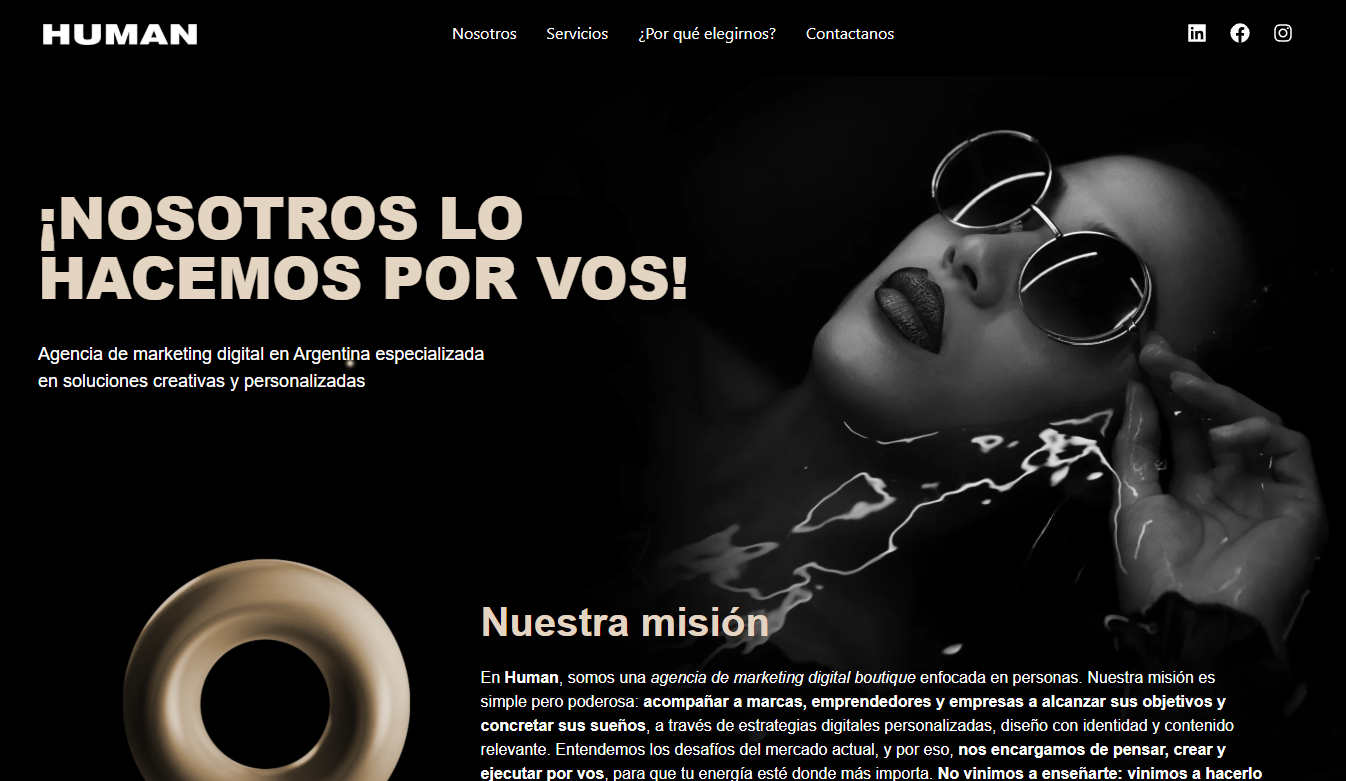 HUMAN
Nosotros Servicios ¿Por qué elegirnos? Contactanos
¡NOSOTROS LO
HACEMOS POR VOS!
Agencia de marketing digital en Argentina especializada
en soluciones creativas y personalizadas
Nuestra misión
En Human, somos una agencia de marketing digital boutique enfocada en personas. Nuestra misión es
simple pero poderosa: acompañar a marcas, emprendedores y empresas a alcanzar sus objetivos y
concretar sus sueños, a través de estrategias digitales personalizadas, diseño con identidad y contenido
relevante. Entendemos los desafíos del mercado actual, y por eso, nos encargamos de pensar, crear y
ejecutar por vos, para que tu energía esté donde más importa. No vinimos a enseñarte: vinimos a hacerlo